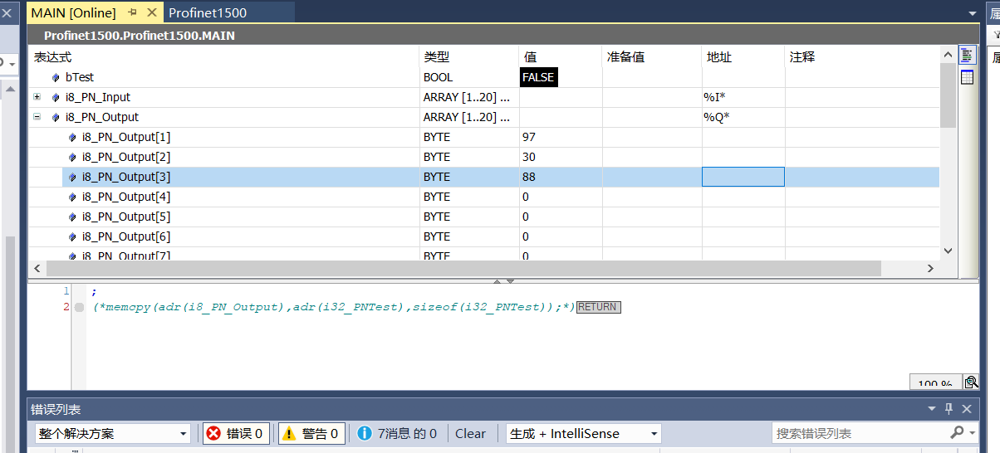 MAIN [Online] Profinet1500
Profinet1500.Profinet1500.MAIN
表达式 类型 值 准备值 地址 注释
bTest BOOL FALSE
i8_PN_Input ARRAY [1..20] ... %I*
i8_PN_Output ARRAY [1..20] ... %Q*
i8_PN_Output[1] BYTE 97
i8_PN_Output[2] BYTE 30
i8_PN_Output[3] BYTE 88
i8_PN_Output[4] BYTE 0
i8_PN_Output[5] BYTE 0
i8_PN_Output[6] BYTE 0
i8_PN_Output[7] BYTE 0
1 ;
2 (*memcpy(adr(i8_PN_Output),adr(i32_PNTest),sizeof(i32_PNTest));*) RETURN
100 %
错误列表
整个解决方案 错误 0 警告 0 7消息 的 0 Clear 生成 + IntelliSense 搜索错误列表